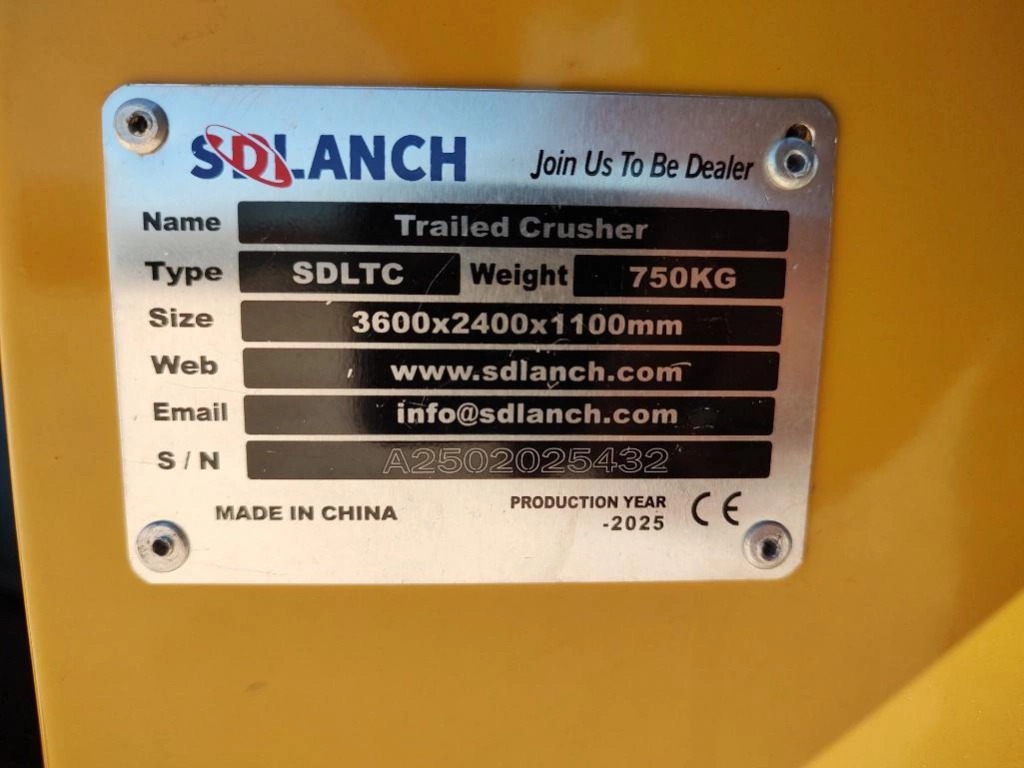 SDLANCH Join Us To Be Dealer
Name Trailed Crusher
Type SDLTC Weight 750KG
Size 3600x2400x1100mm
Web www.sdlanch.com
Email info@sdlanch.com
S / N A2502025432
MADE IN CHINA PRODUCTION YEAR CE
-2025